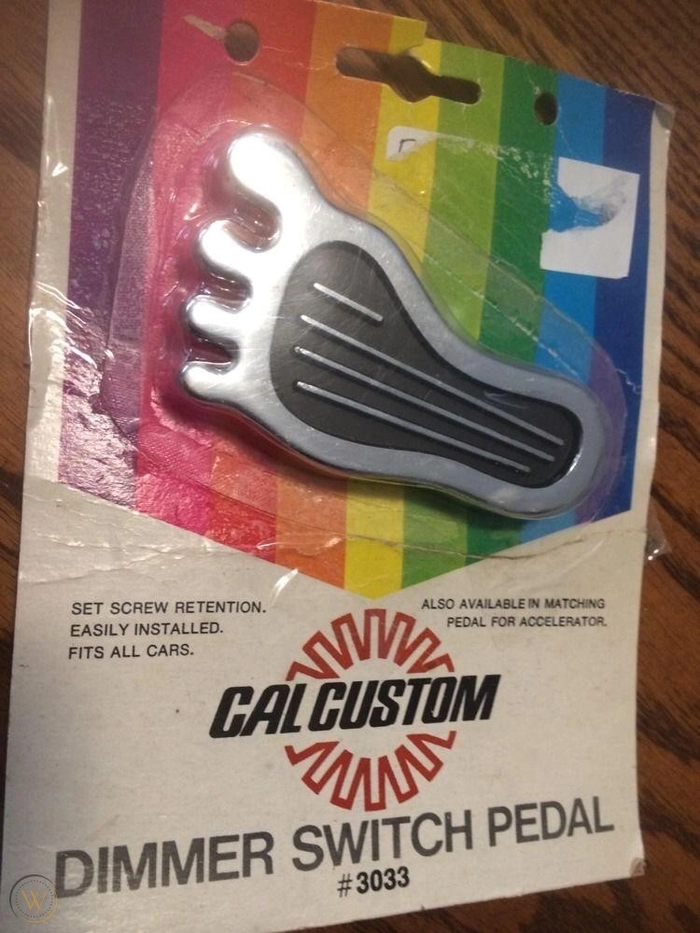 SET SCREW RETENTION.
EASILY INSTALLED.
FITS ALL CARS.
ALSO AVAILABLE IN MATCHING
PEDAL FOR ACCELERATOR.
CAL CUSTOM
DIMMER SWITCH PEDAL
#3033
W